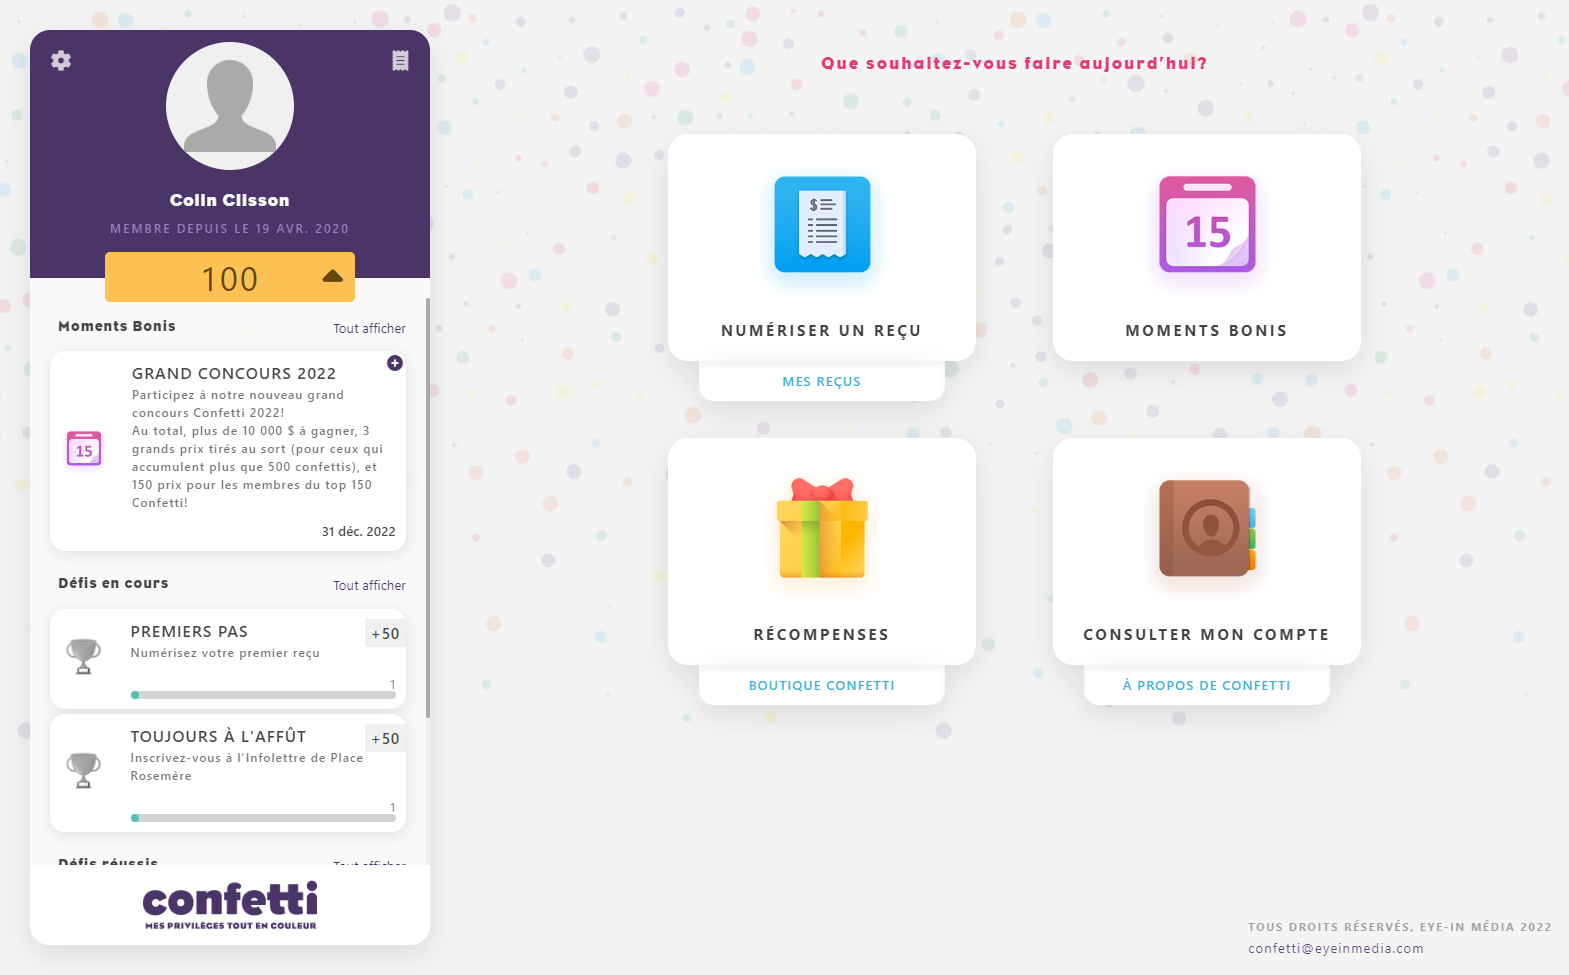 Colin Clisson
MEMBRE DEPUIS LE 19 AVR. 2020
100
Moments Bonis
Tout afficher
GRAND CONCOURS 2022
Participez à notre nouveau grand
concours Confetti 2022!
Au total, plus de 10 000 $ à gagner, 3
grands prix tirés au sort (pour ceux qui
accumulent plus que 500 confettis), et
150 prix pour les membres du top 150
Confetti!
15
31 déc. 2022
Défis en cours
Tout afficher
PREMIERS PAS
+50
Numérisez votre premier reçu
1
TOUJOURS À L'AFFÛT
+50
Inscrivez-vous à l'Infolettre de Place
Rosemère
1
Défis réussis
Tout afficher
confetti
MES PRIVILÈGES TOUT EN COULEUR
Que souhaitez-vous faire aujourd'hui?
$
NUMÉRISER UN REÇU
MES REÇUS
15
MOMENTS BONIS
RÉCOMPENSES
BOUTIQUE CONFETTI
CONSULTER MON COMPTE
À PROPOS DE CONFETTI
TOUS DROITS RÉSERVÉS, EYE-IN MÉDIA 2022
confetti@eyeinmedia.com